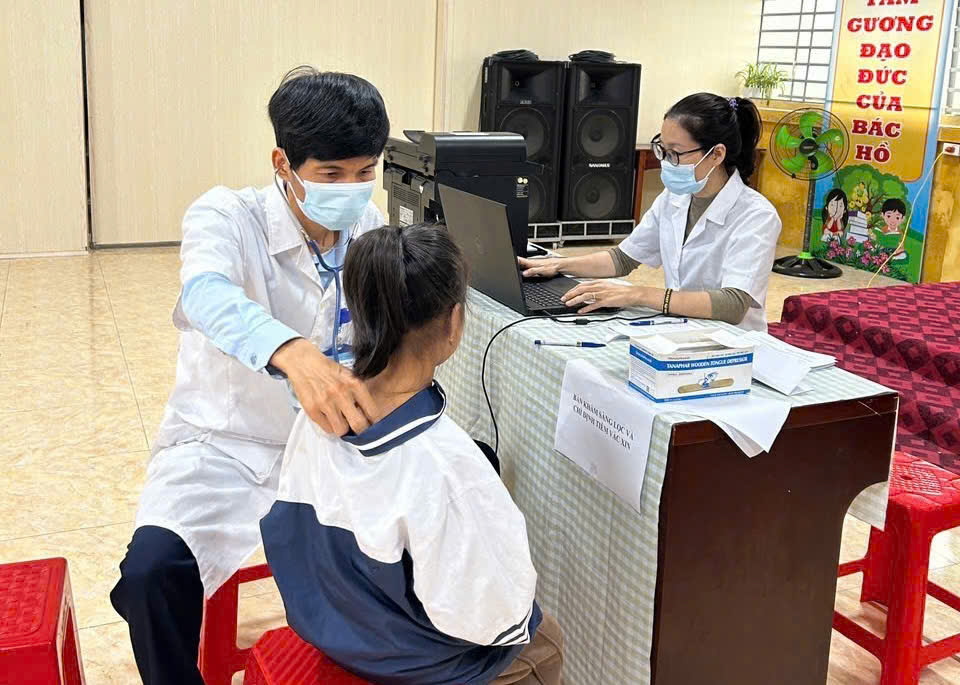 TẤM
GƯƠNG
ĐẠO
ĐỨC
CỦA
BÁC
HỒ
TANAPHAR WOODEN TONGUE DEPRESSOR
BÀN KHÁM SÀNG LỌC VÀ
CHỈ ĐỊNH TIÊM VẮC XIN